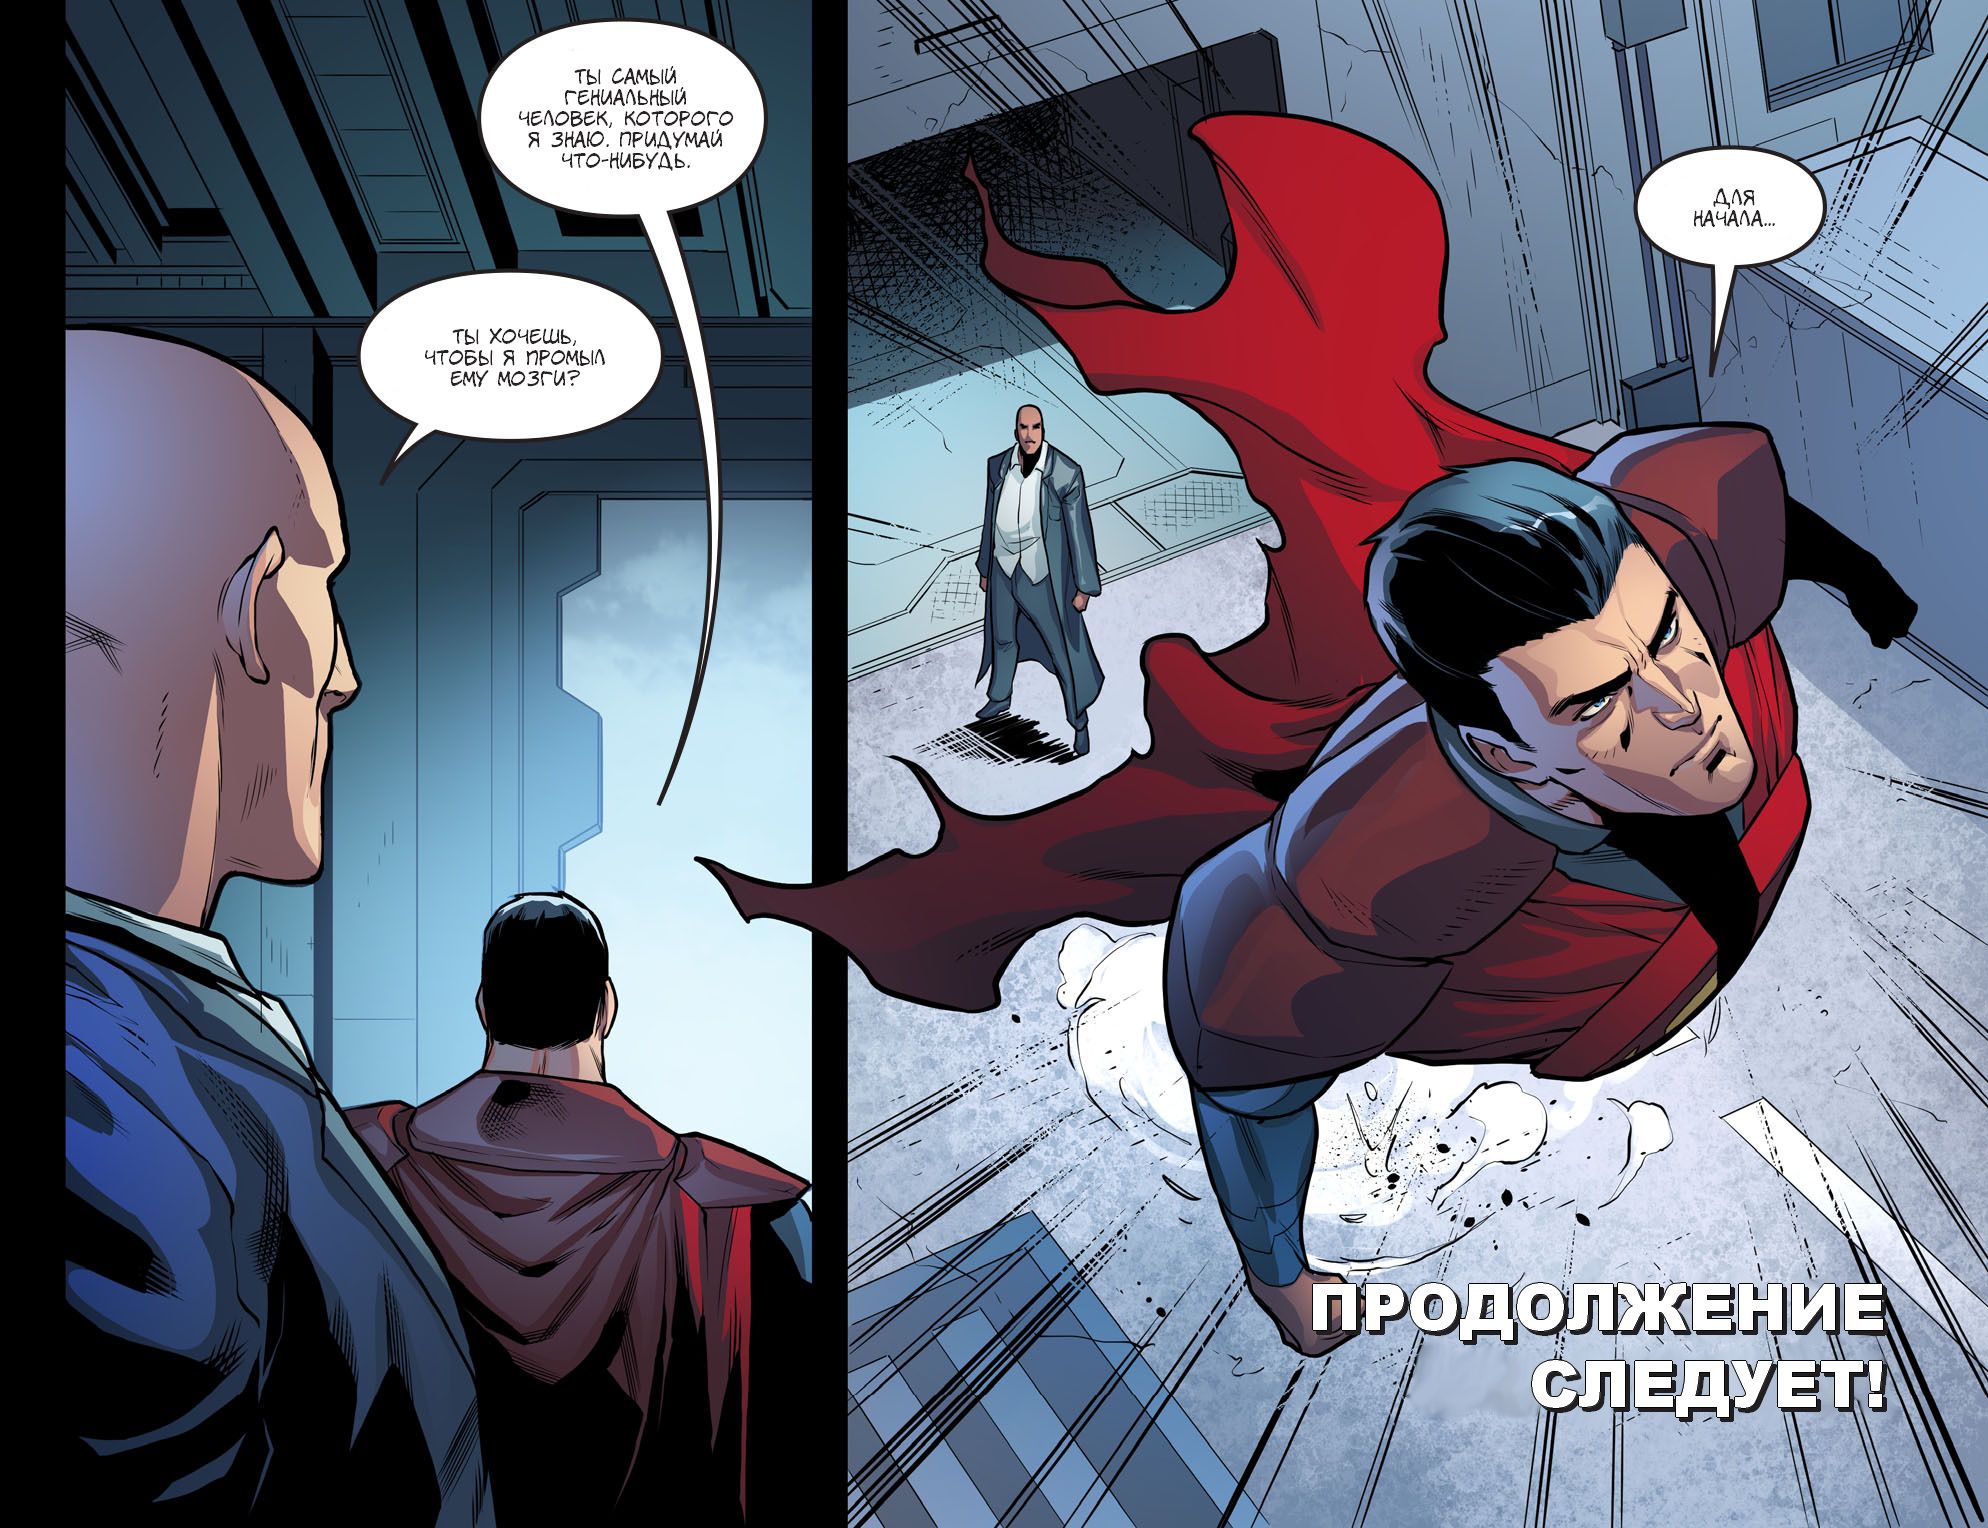 ТЫ САМЫЙ
ГЕНИАЛЬНЫЙ
ЧЕЛОВЕК, КОТОРОГО
Я ЗНАЮ. ПРИДУМАЙ
ЧТО-НИБУДЬ.
ТЫ ХОЧЕШЬ,
ЧТОБЫ Я ПРОМЫЛ
ЕМУ МОЗГИ?
ДЛЯ
НАЧАЛА...
ПРОДОЛЖЕНИЕ
СЛЕДУЕТ!